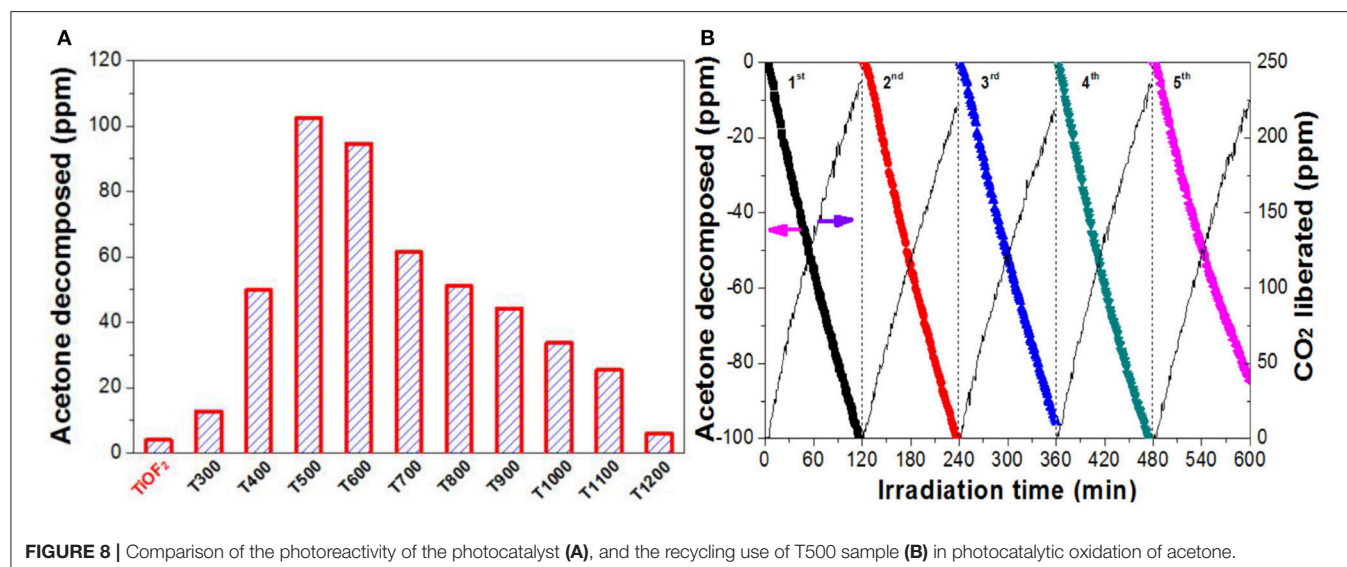 A
Acetone decomposed (ppm)
120
100
80
60
40
20
0
TiOF₂
T300
T400
T500
T600
T700
T800
T900
T1000
T1100
T1200
B
Acetone decomposed (ppm)
0
-20
-40
-60
-80
-100
1st
2nd
3rd
4th
5th
250
200
150
100
50
0
CO₂ liberated (ppm)
0 60 120 180 240 300 360 420 480 540 600
Irradiation time (min)
FIGURE 8 | Comparison of the photoreactivity of the photocatalyst (A), and the recycling use of T500 sample (B) in photocatalytic oxidation of acetone.